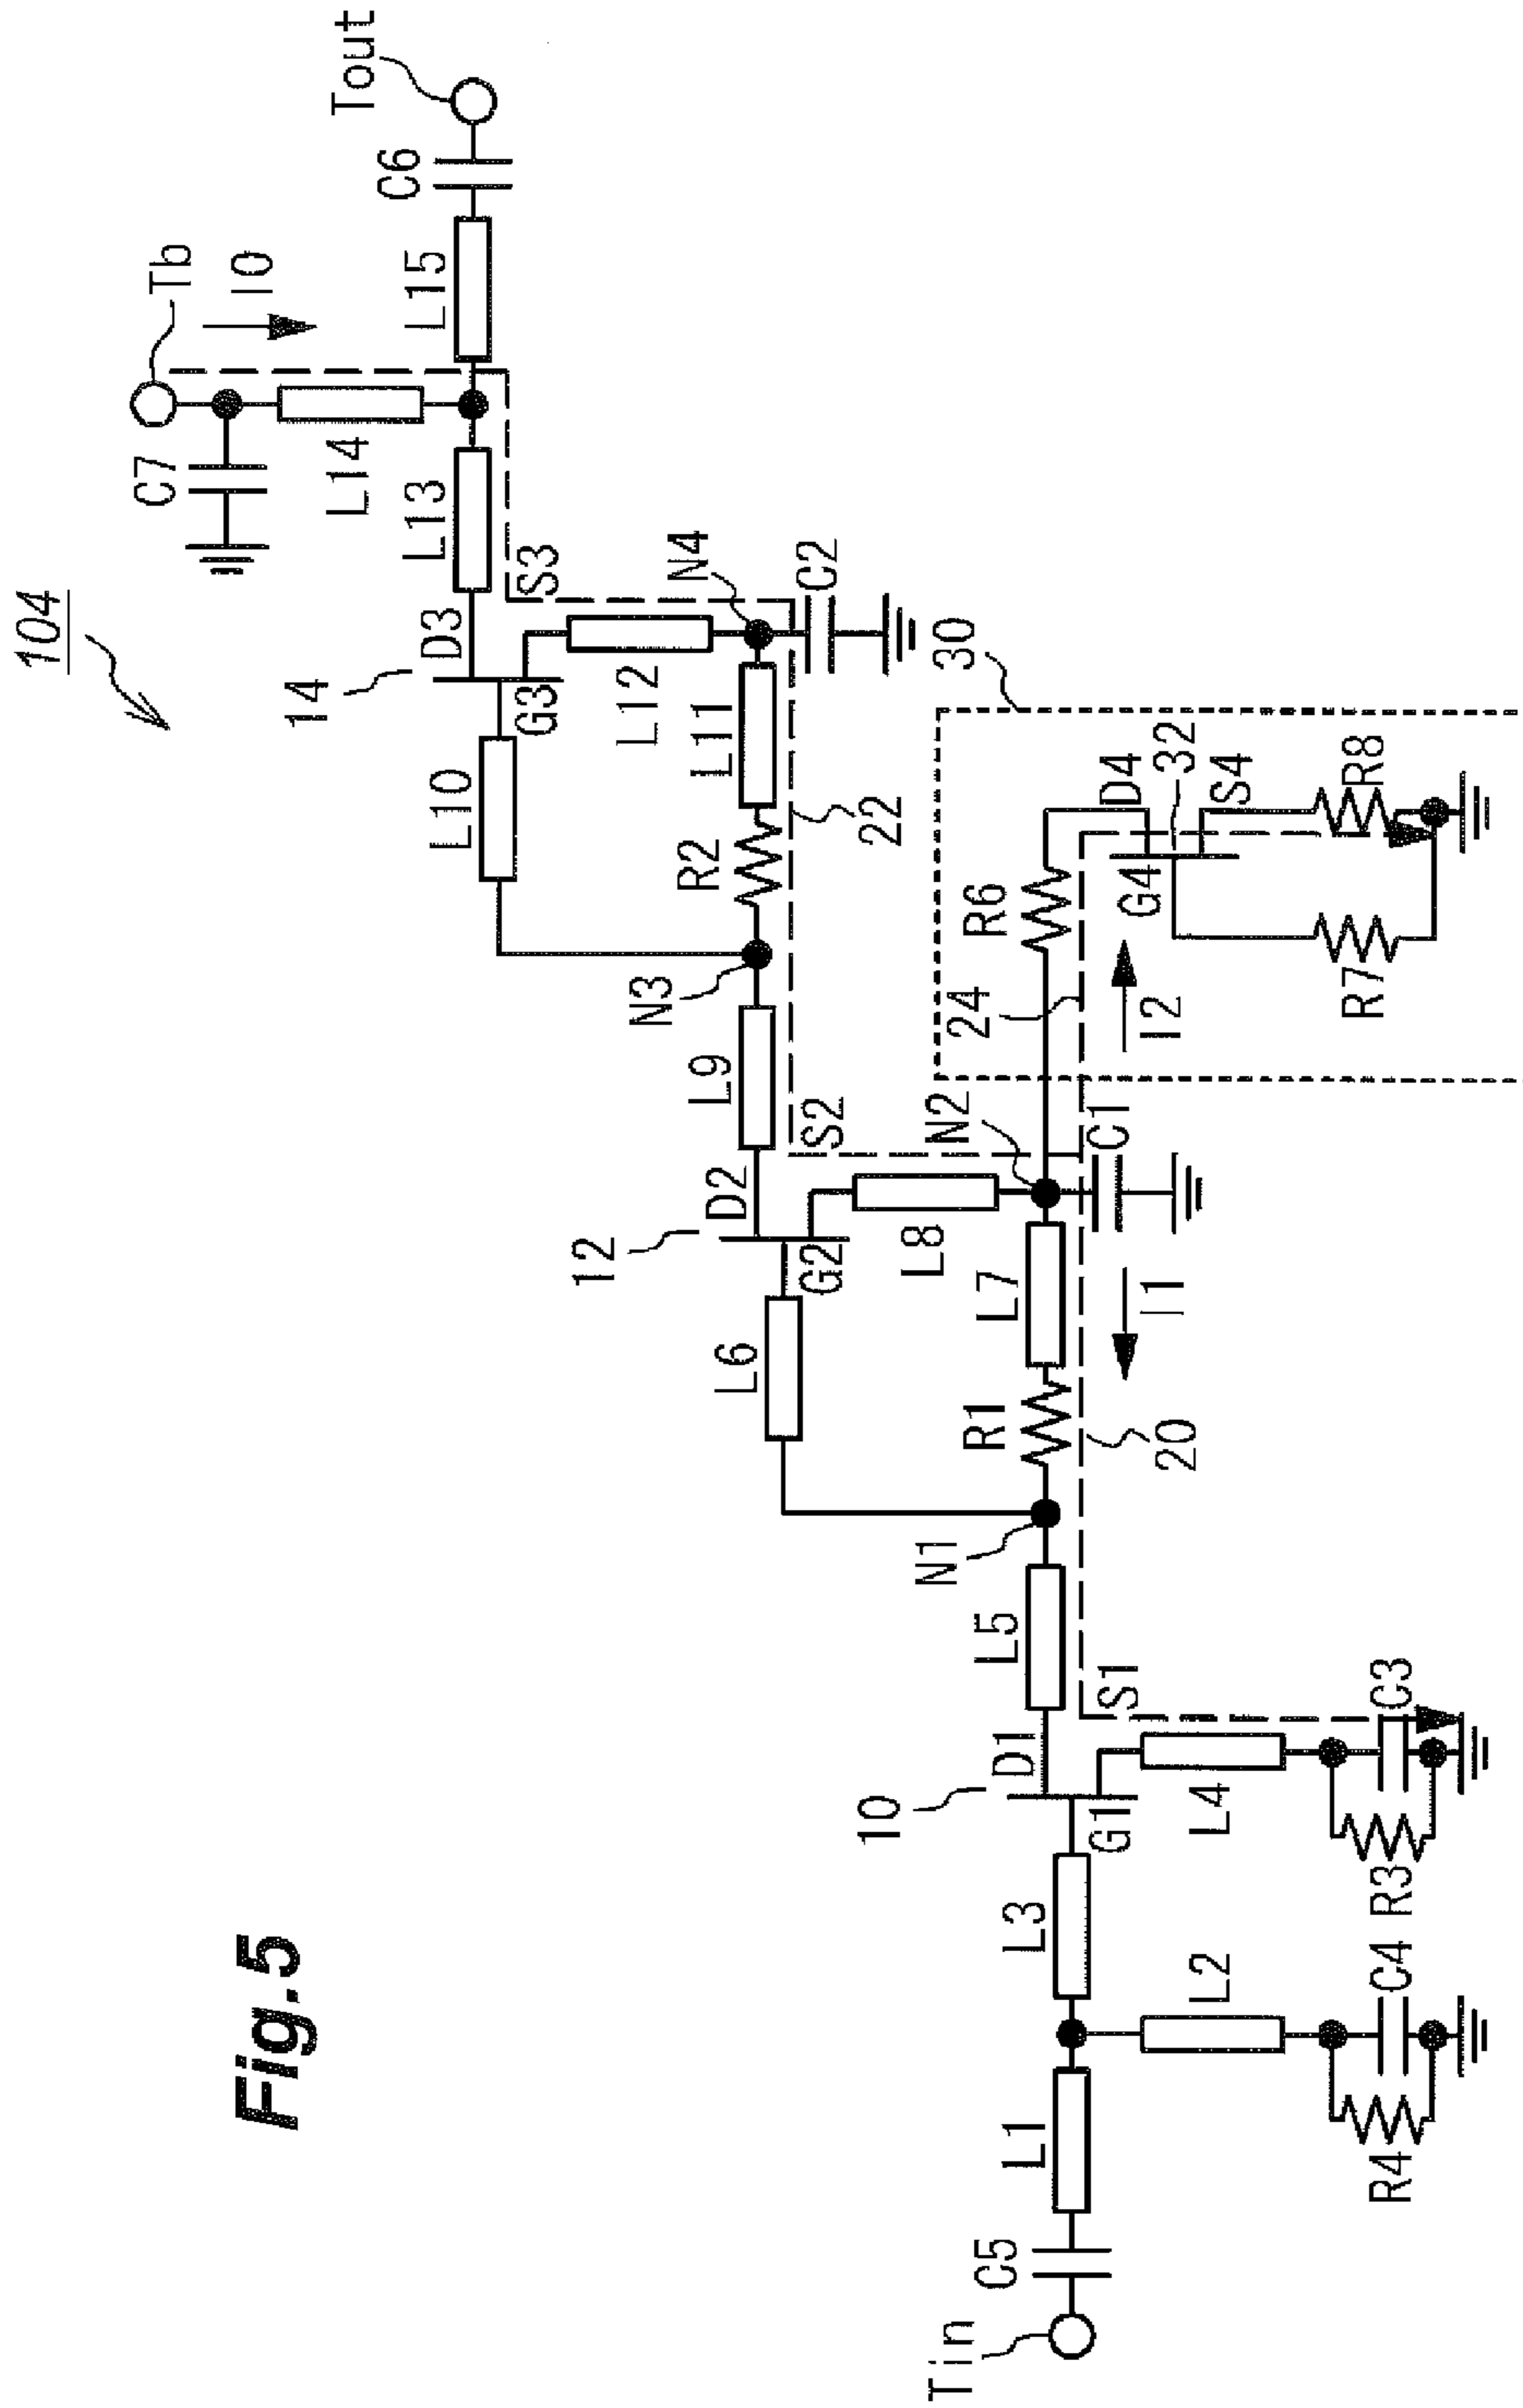 Fig.5
104
Tin
C5
L1
R4
C4
L2
L3
10
G1
D1
S1
L4
R3
C3
L5
N1
L6
R1
20
L7
I1
12
G2
D2
S2
L8
N2
C1
L9
N3
24
I2
R6
30
D4
32
G4
S4
R7
R8
L10
R2
22
L11
14
G3
D3
S3
L12
N4
C2
L13
C7
L14
Tb
I0
L15
C6
Tout